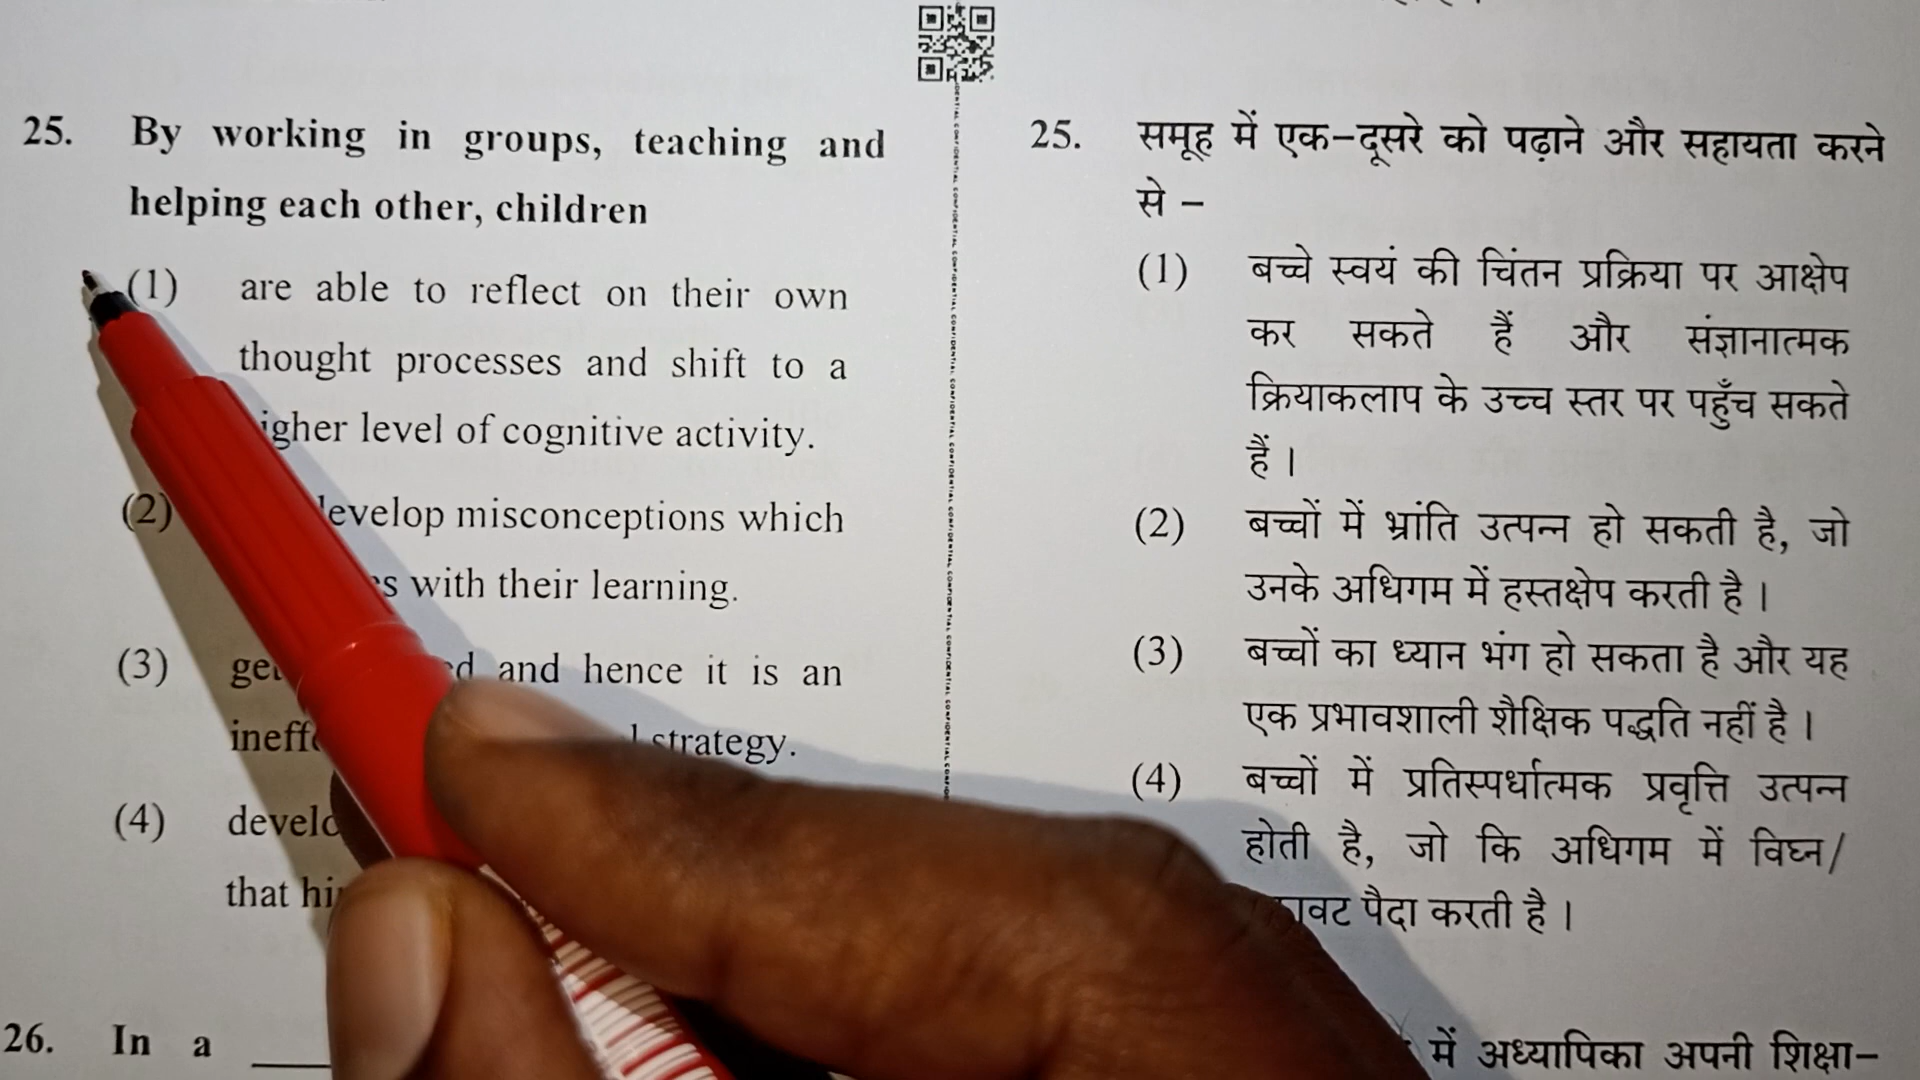 25. By working in groups, teaching and
helping each other, children
(1) are able to reflect on their own
thought processes and shift to a
igher level of cognitive activity.
(2) evelop misconceptions which
s with their learning.
(3) and hence it is an
strategy.
(4)
that
26. In a
25. समूह में एक-दूसरे को पढ़ाने और सहायता करने
से –
(1) बच्चे स्वयं की चिंतन प्रक्रिया पर आक्षेप
कर सकते हैं और संज्ञानात्मक
क्रियाकलाप के उच्च स्तर पर पहुँच सकते
हैं ।
(2) बच्चों में भ्रांति उत्पन्न हो सकती है, जो
उनके अधिगम में हस्तक्षेप करती है ।
(3) बच्चों का ध्यान भंग हो सकता है और यह
एक प्रभावशाली शैक्षिक पद्धति नहीं है ।
(4) बच्चों में प्रतिस्पर्धात्मक प्रवृत्ति उत्पन्न
होती है, जो कि अधिगम में विघ्न/
पैदा करती है ।
में अध्यापिका अपनी शिक्षा-